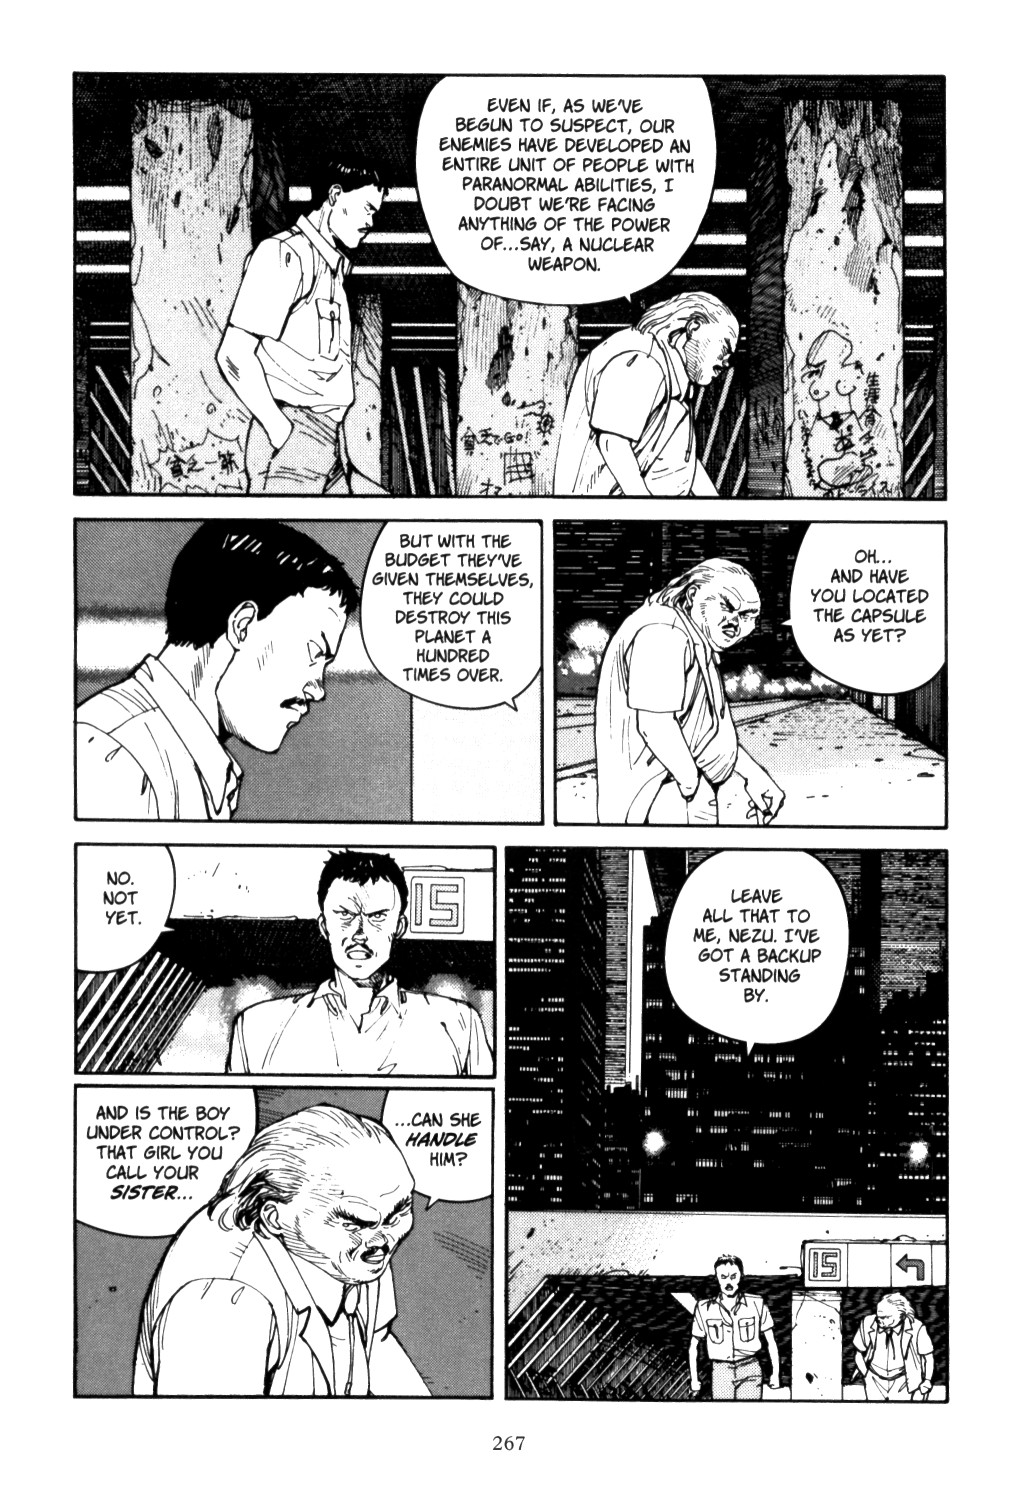 EVEN IF, AS WE'VE
BEGUN TO SUSPECT, OUR
ENEMIES HAVE DEVELOPED AN
ENTIRE UNIT OF PEOPLE WITH
PARANORMAL ABILITIES, I
DOUBT WE'RE FACING
ANYTHING OF THE POWER
OF...SAY, A NUCLEAR
WEAPON.
貧乏
BUT WITH THE
BUDGET THEY'VE
GIVEN THEMSELVES,
THEY COULD
DESTROY THIS
PLANET A
HUNDRED
TIMES OVER.
OH...
AND HAVE
YOU LOCATED
THE CAPSULE
AS YET?
NO.
NOT
YET.
15
AND IS THE BOY
UNDER CONTROL?
THAT GIRL YOU
CALL YOUR
SISTER...
...CAN SHE
HANDLE
HIM?
LEAVE
ALL THAT TO
ME, NEZU. I'VE
GOT A BACKUP
STANDING
BY.
15
267